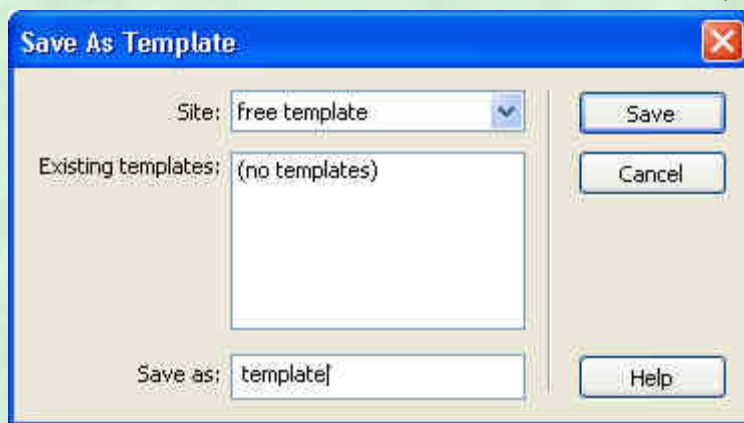 Save As Template
Site: free template
Save
Existing templates: (no templates)
Cancel
Save as: template
Help